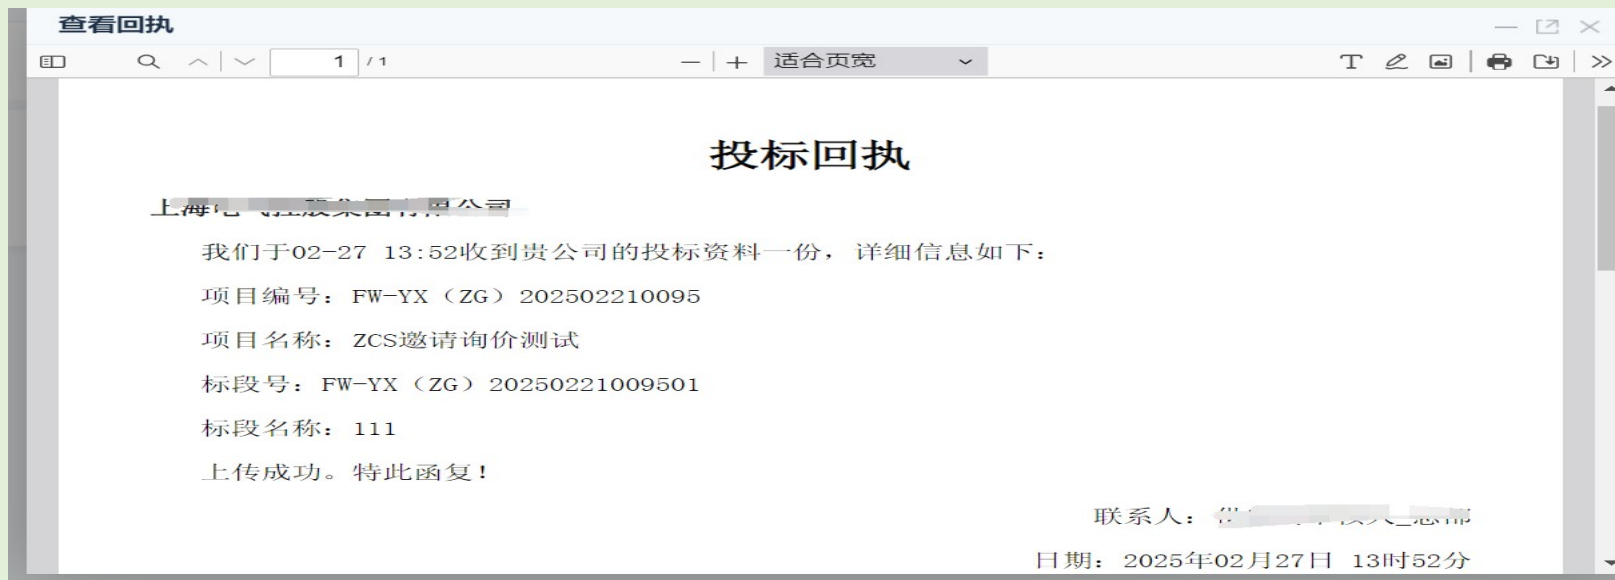 查看回执
1 / 1
适合页宽
投标回执
我们于02-27 13:52收到贵公司的投标资料一份，详细信息如下：
项目编号：FW-YX（ZG）202502210095
项目名称：ZCS邀请询价测试
标段号：FW-YX（ZG）20250221009501
标段名称：111
上传成功。特此函复！
联系人：
日期：2025年02月27日 13时52分